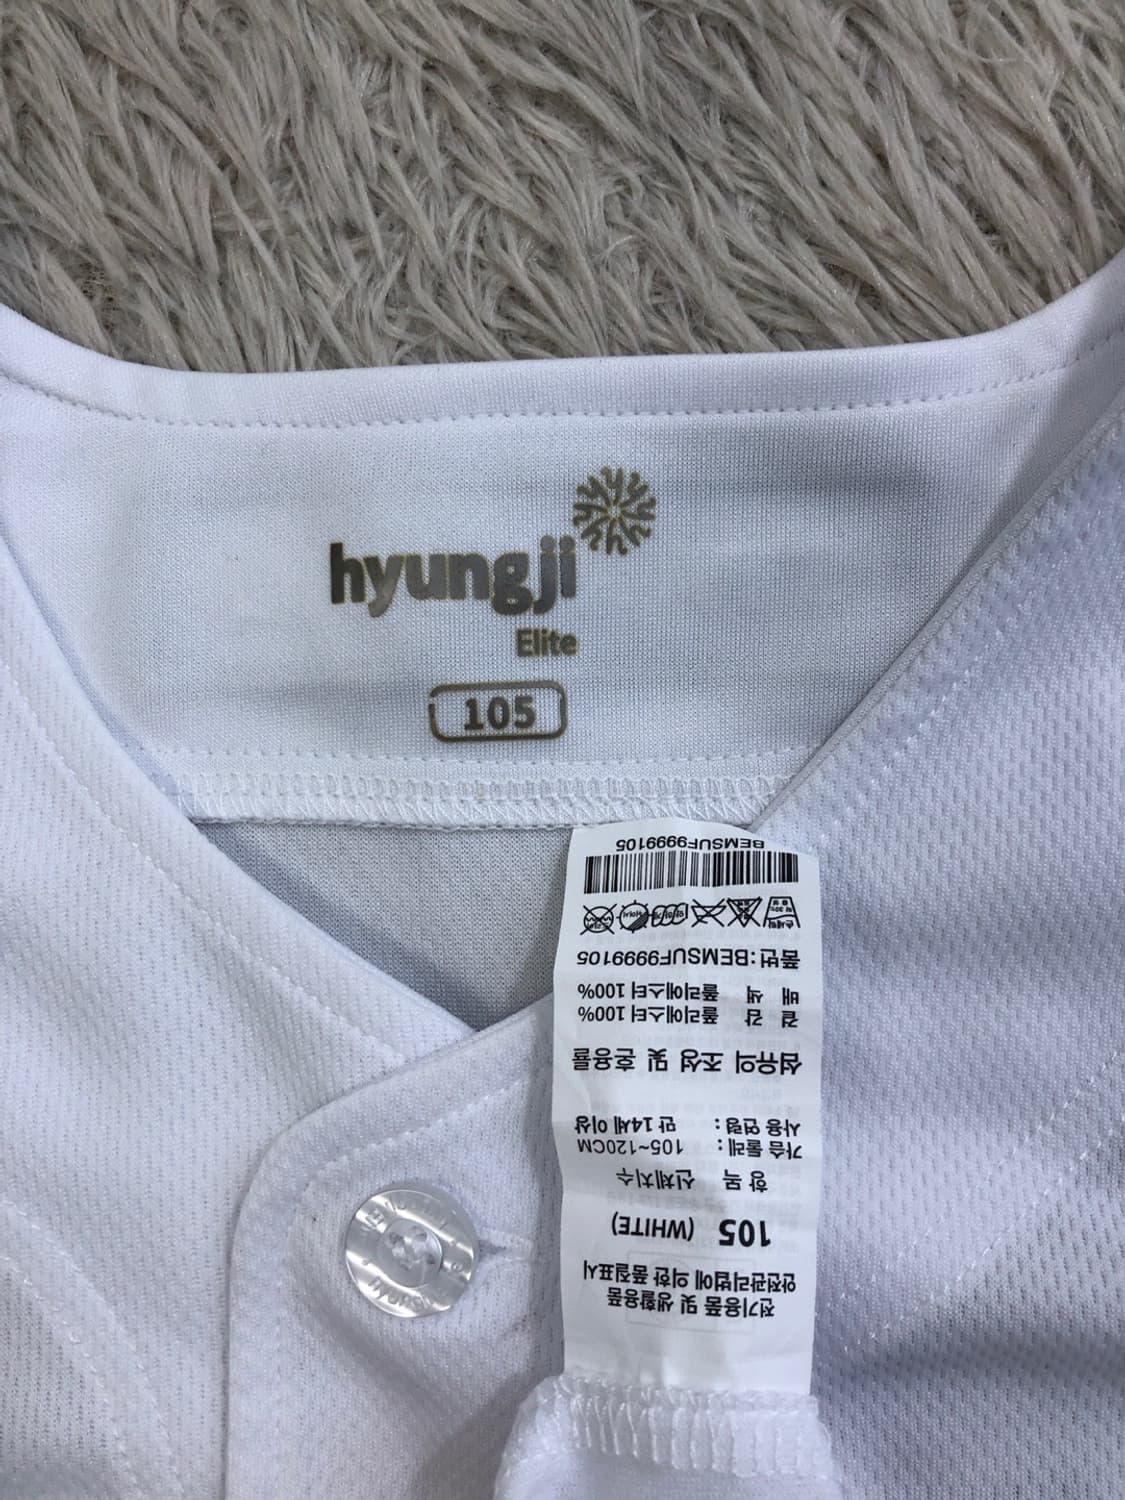 hyungji
Elite
105
전기용품 및 생활용품
안전관리법에 의한 품질표시
105 (WHITE)
항 목 신체치수
가슴둘레: 105~120CM
사용연령: 만 14세 이상
섬유의 조성 및 혼용률
겉 감 폴리에스터 100%
배 색 폴리에스터 100%
품번:BEMSUF9999105
BEMSUF9999105